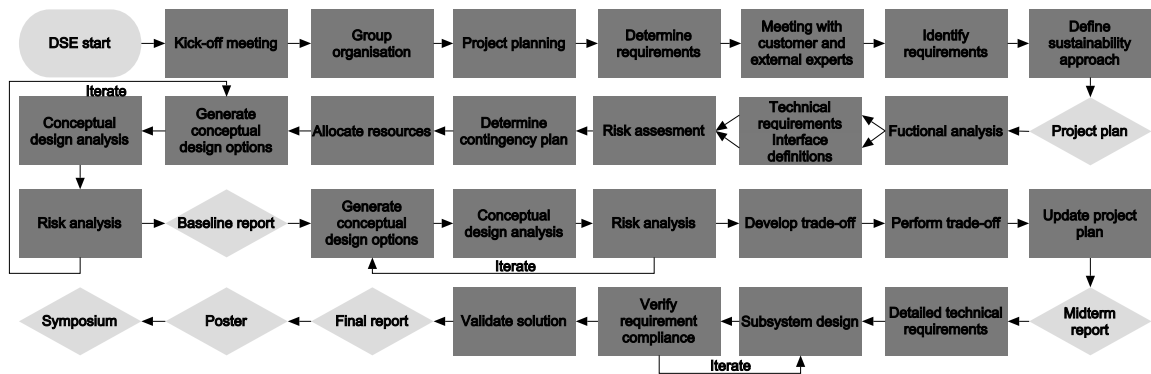 DSE start
Kick-off meeting
Group
organisation
Project planning
Determine
requirements
Meeting with
customer and
external experts
Identify
requirements
Define
sustainability
approach
Iterate
Conceptual
design analysis
Generate
conceptual
design options
Allocate resources
Determine
contingency plan
Risk assesment
Technical
requirements
Interface
definitions
Fuctional analysis
Project plan
Risk analysis
Baseline report
Generate
conceptual
design options
Conceptual
design analysis
Risk analysis
Develop trade-off
Perform trade-off
Update project
plan
Iterate
Symposium
Poster
Final report
Validate solution
Verify
requirement
compliance
Subsystem design
Detailed technical
requirements
Midterm
report
Iterate